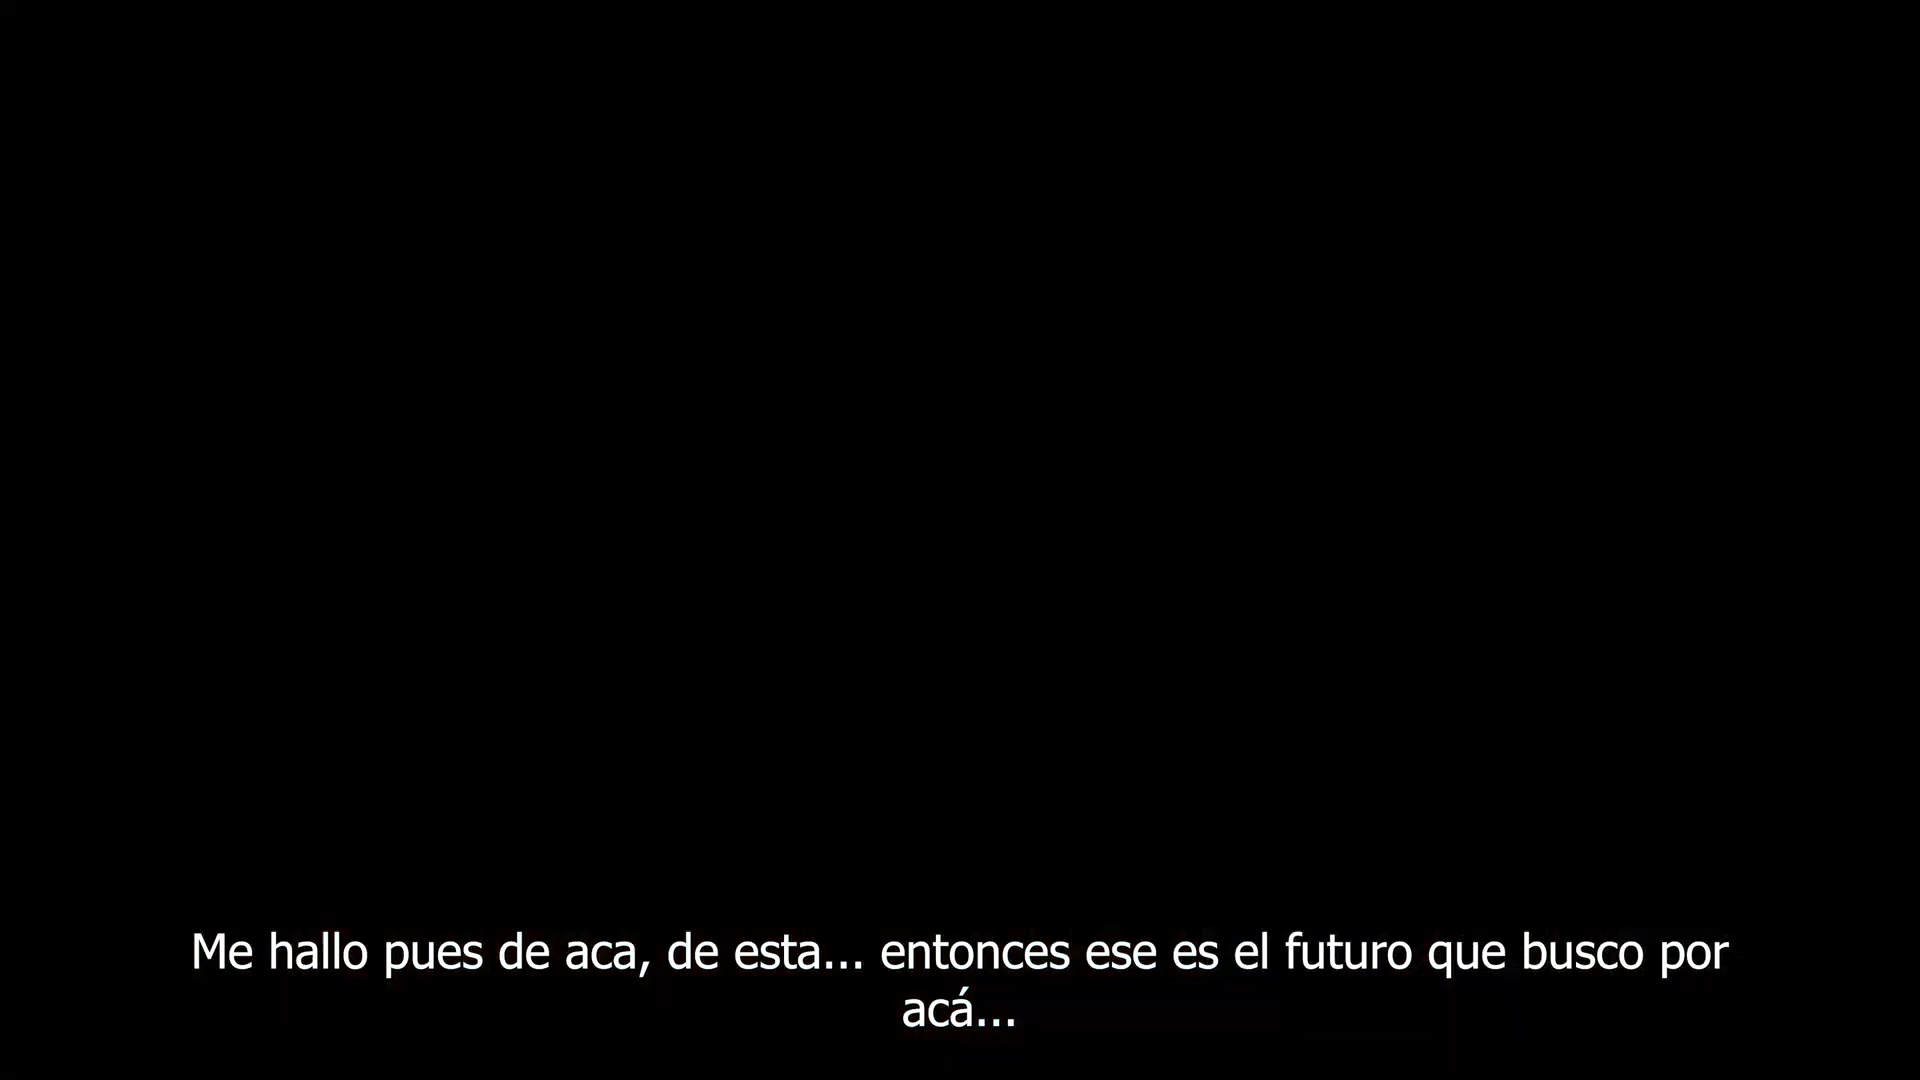 Me hallo pues de aca, de esta... entonces ese es el futuro que busco por
acá...